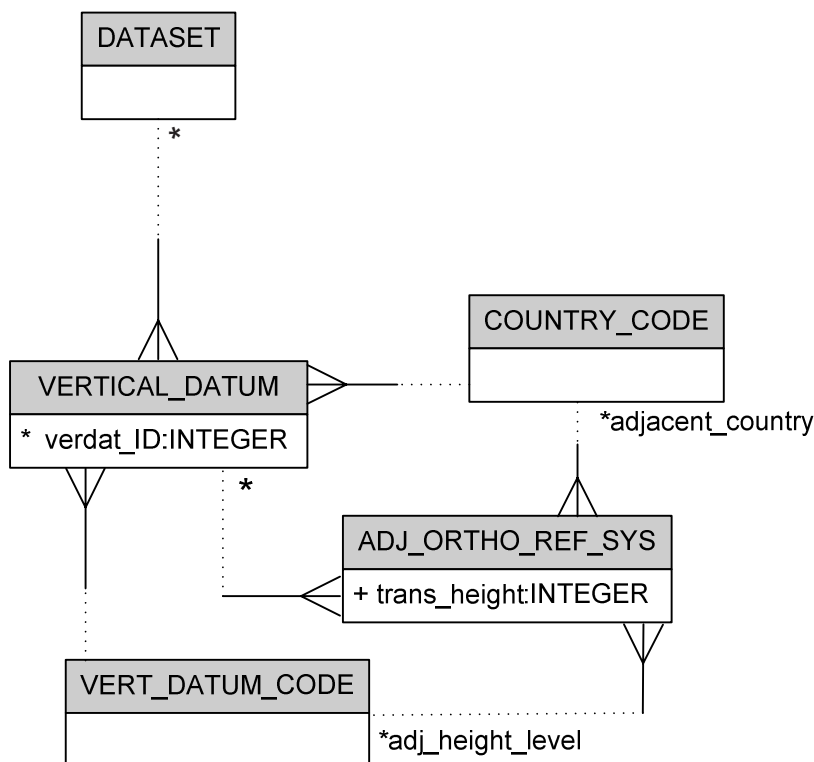 DATASET
*
COUNTRY_CODE
VERTICAL_DATUM
* verdat_ID:INTEGER
*adjacent_country
*
ADJ_ORTHO_REF_SYS
+ trans_height:INTEGER
VERT_DATUM_CODE
*adj_height_level